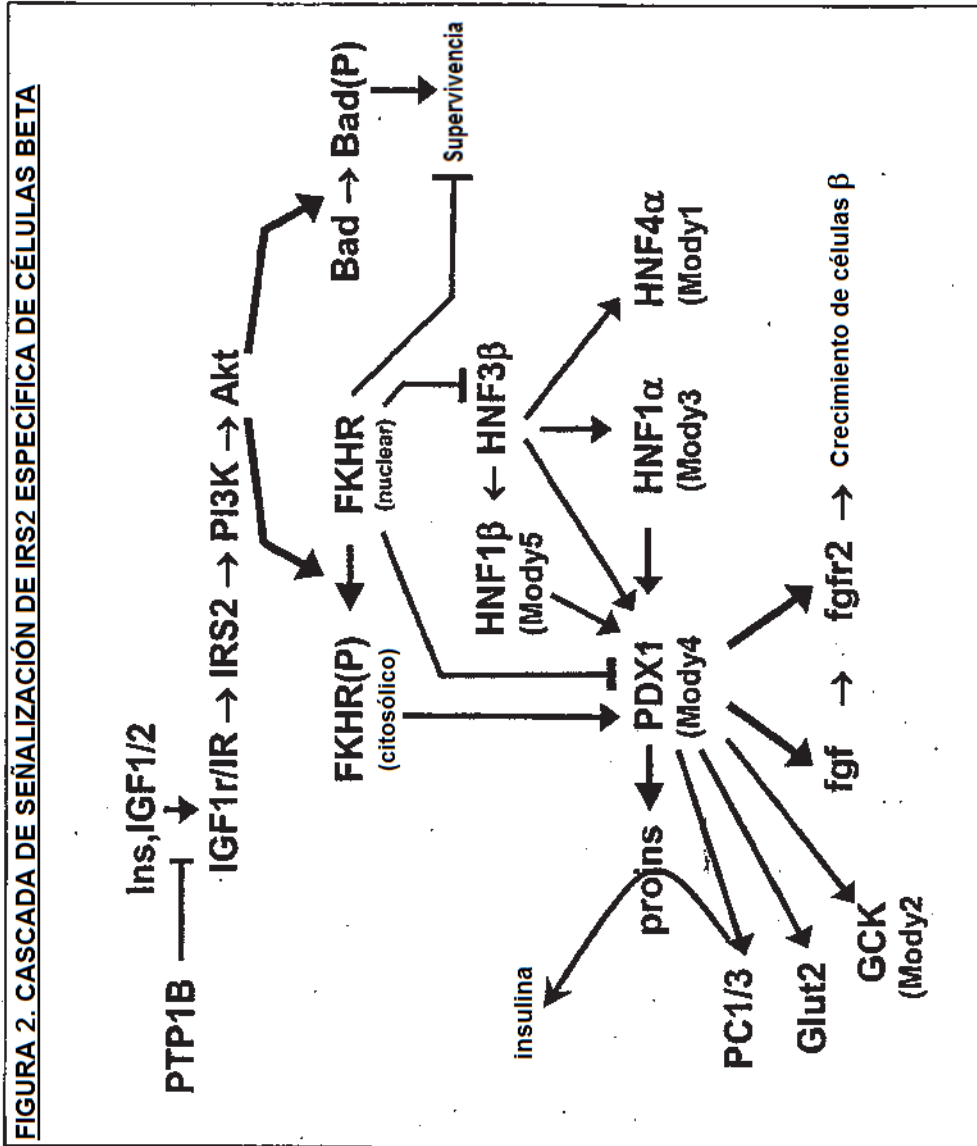 FIGURA 2. CASCADA DE SEÑALIZACIÓN DE IRS2 ESPECÍFICA DE CÉLULAS BETA
Ins,IGF1/2
PTP1B
IGF1r/IR → IRS2 → PI3K → Akt
Bad → Bad(P)
FKHR(P)
(citosólico)
FKHR
(nuclear)
Supervivencia
HNF1β ← HNF3β
(Mody5)
proins
PDX1
(Mody4)
HNF1α
(Mody3)
HNF4α
(Mody1)
insulina
PC1/3
Glut2
GCK
(Mody2)
fgf → fgfr2 → Crecimiento de células β